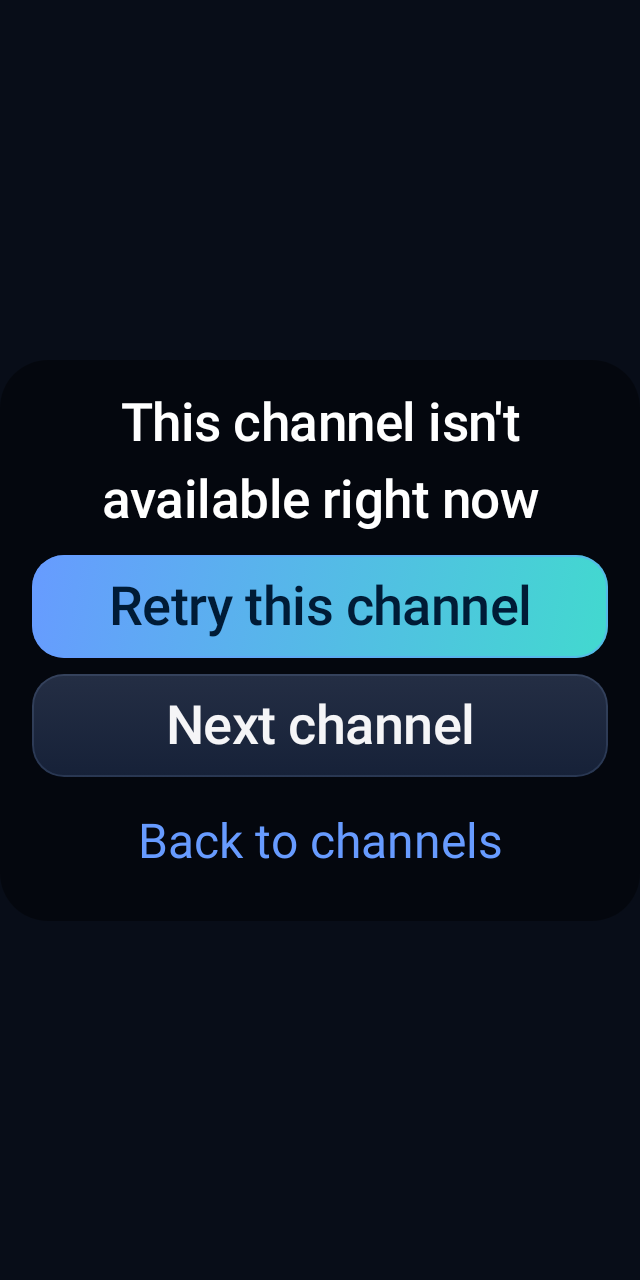 This channel isn't
available right now
Retry this channel
Next channel
Back to channels